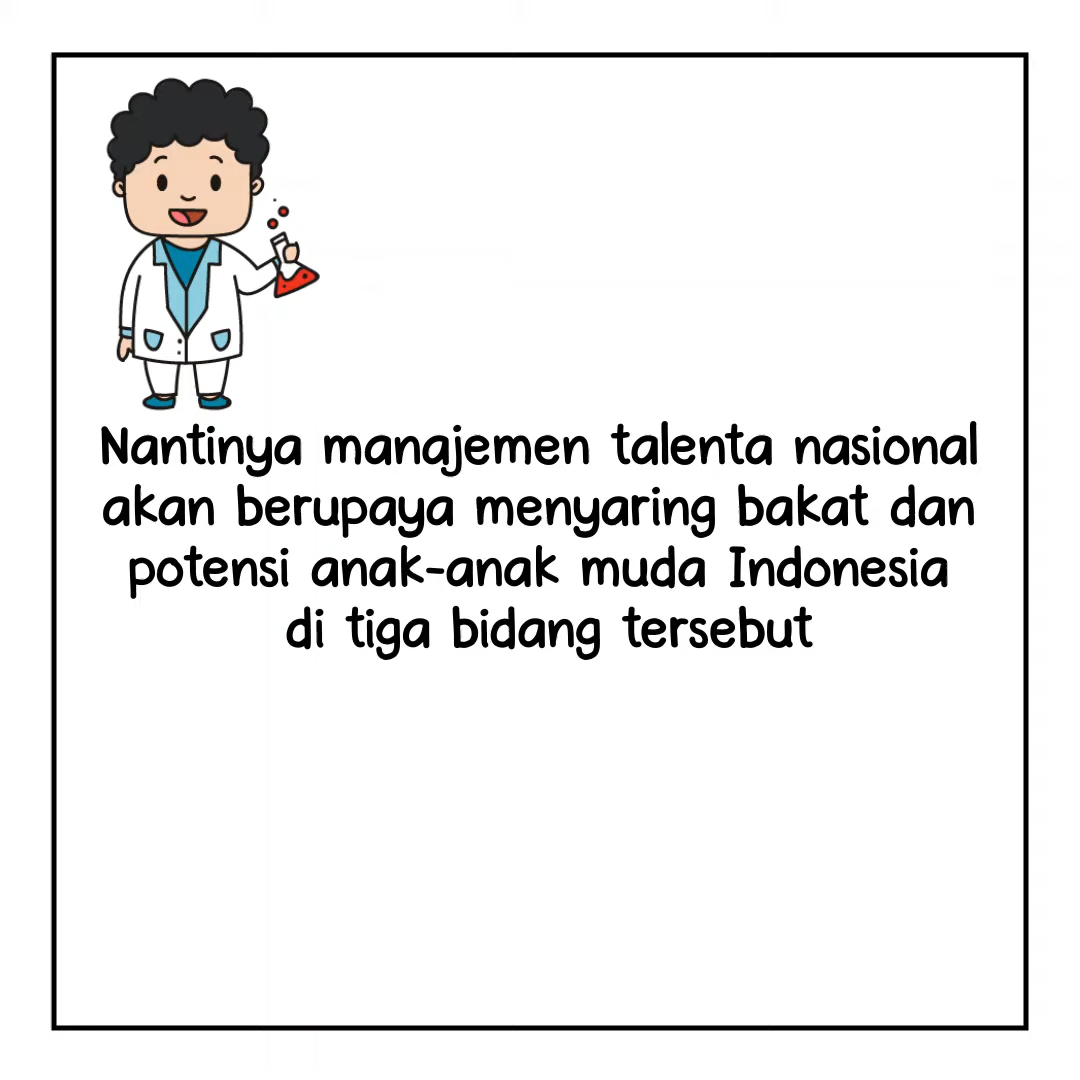 Nantinya manajemen talenta nasional
akan berupaya menyaring bakat dan
potensi anak-anak muda Indonesia
di tiga bidang tersebut